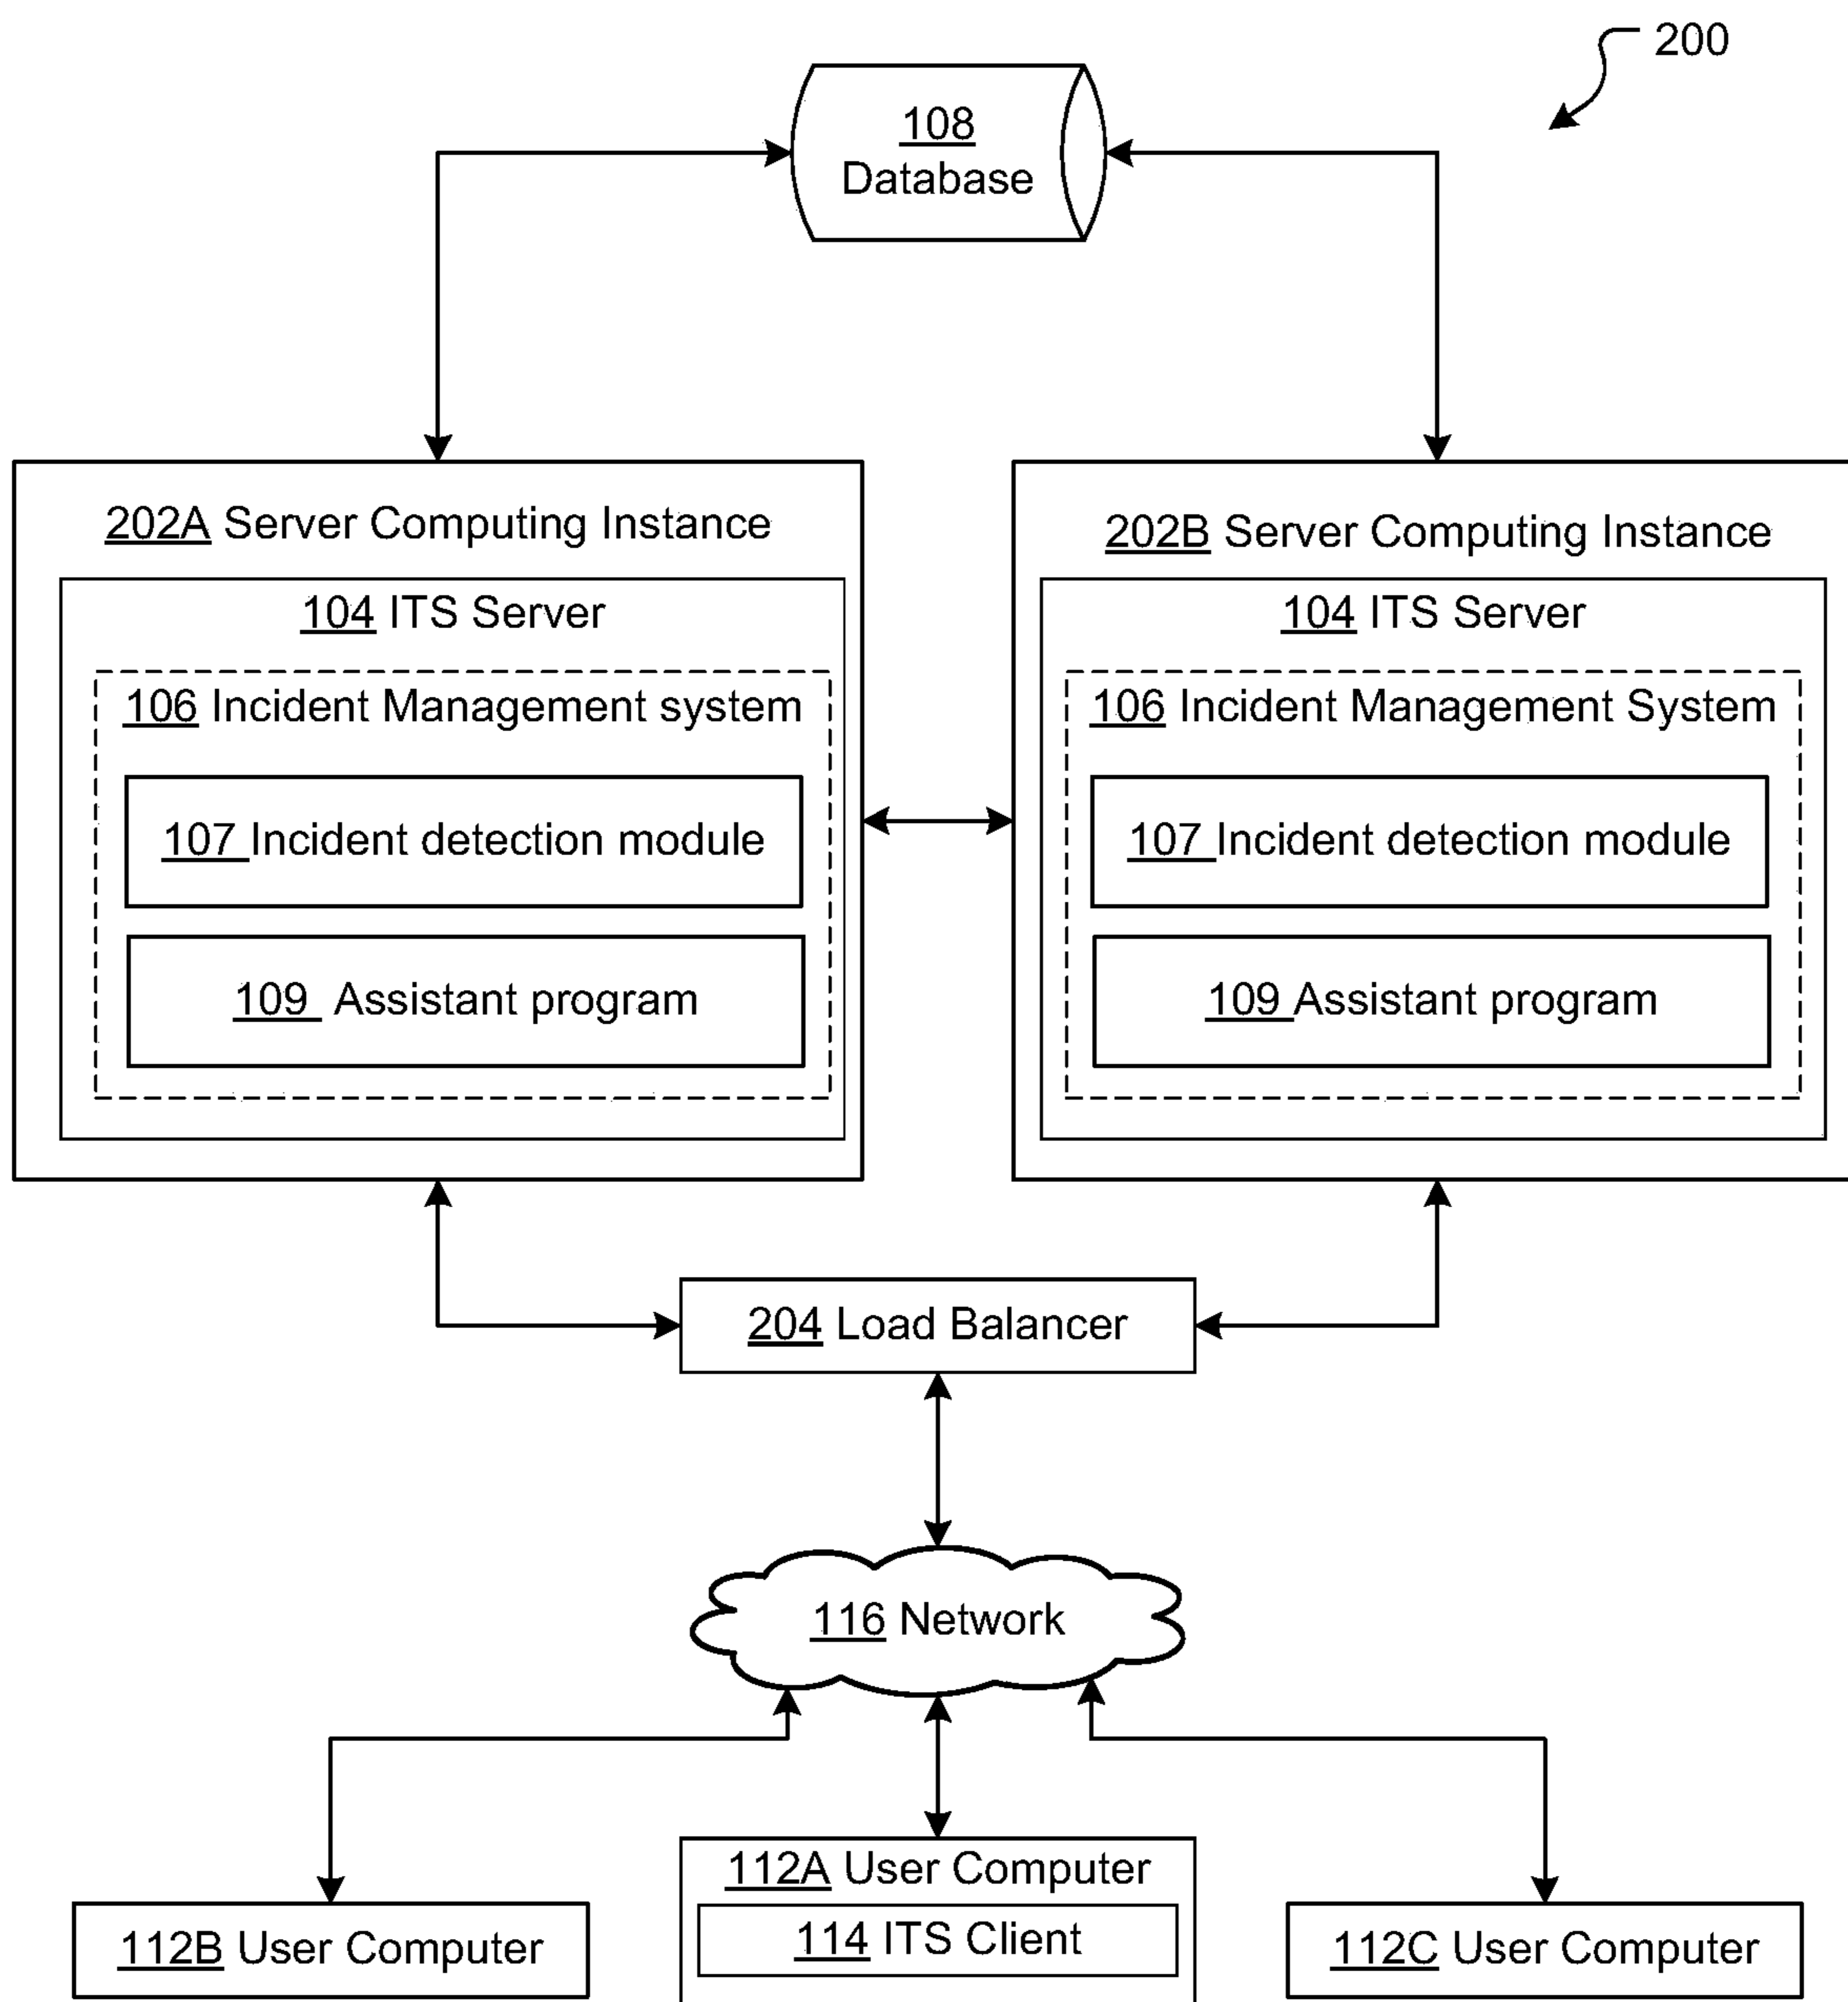 200
108
Database
202A Server Computing Instance
104 ITS Server
106 Incident Management system
107 Incident detection module
109 Assistant program
202B Server Computing Instance
104 ITS Server
106 Incident Management System
107 Incident detection module
109 Assistant program
204 Load Balancer
116 Network
112A User Computer
114 ITS Client
112B User Computer
112C User Computer